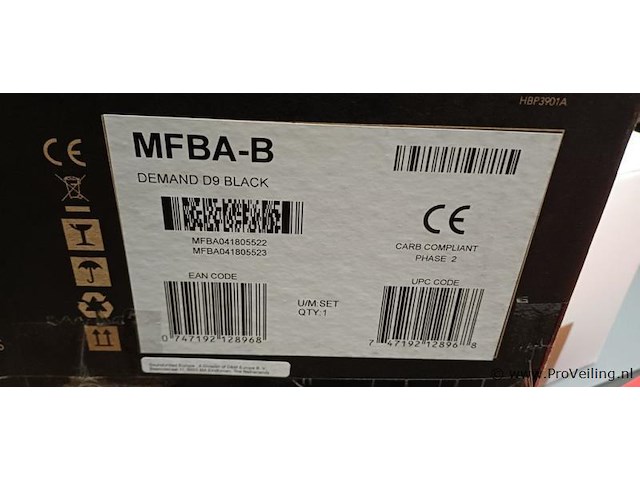 HBP3901A
MFBA-B
DEMAND D9 BLACK
MFBA041805522
MFBA041805523
CE
CE
CARB COMPLIANT
PHASE 2
EAN CODE
0 747192 128968
U/M:SET
QTY:1
UPC CODE
7 47192 12896 8
© www.ProVeiling.nl